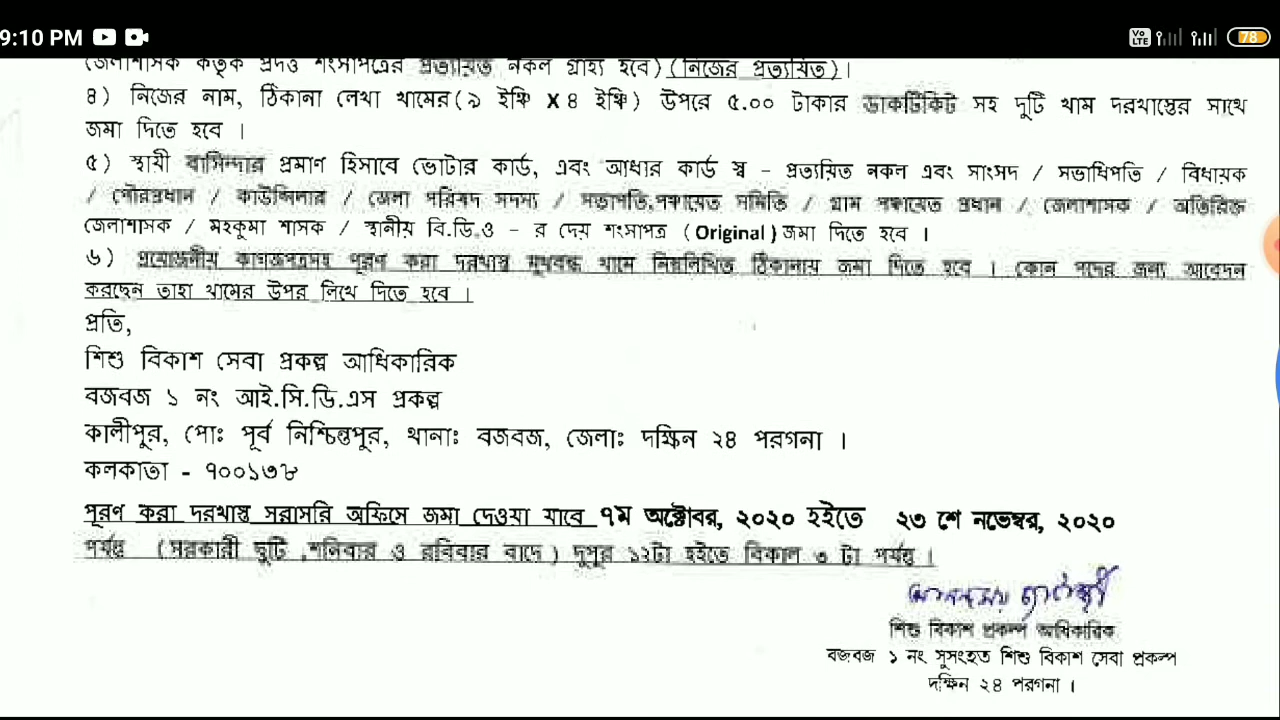 9:10 PM VoLTE 78
জেলাশাসক কর্তৃক প্রদত্ত শংসাপত্রের প্রত্যায়িত নকল গ্রাহ্য হবে) (নিজের প্রত্যয়িত)।
৪) নিজের নাম, ঠিকানা লেখা খামের(৯ ইঞ্চি X ৪ ইঞ্চি) উপরে ৫.০০ টাকার ডাকটিকিট সহ দুটি খাম দরখাস্তের সাথে
জমা দিতে হবে।
৫) স্থায়ী বাসিন্দার প্রমাণ হিসাবে ভোটার কার্ড, এবং আধার কার্ড স্ব – প্রত্যয়িত নকল এবং সাংসদ / সভাধিপতি / বিধায়ক
/ পৌরপ্রধান / কাউন্সিলার / জেলা পরিষদ সদস্য / সভাপতি,পঞ্চায়েত সমিতি / গ্রাম পঞ্চায়েত প্রধান / জেলাশাসক / অতিরিক্ত
জেলাশাসক / মহকুমা শাসক / স্থানীয় বি.ডি.ও – র দেয় শংসাপত্র (Original) জমা দিতে হবে।
৬) প্রয়োজনীয় কাগজপত্রসহ পূরণ করা দরখাস্ত মুখবন্ধ খামে নিম্নলিখিত ঠিকানায় জমা দিতে হবে। কোন পদের জন্য আবেদন
করছেন তাহা খামের উপর লিখে দিতে হবে।
প্রতি,
শিশু বিকাশ সেবা প্রকল্প আধিকারিক
বজবজ ১ নং আই.সি.ডি.এস প্রকল্প
কালীপুর, পোঃ পূর্ব নিশ্চিন্তপুর, থানাঃ বজবজ, জেলাঃ দক্ষিন ২৪ পরগনা।
কলকাতা - ৭০০১৩৮
পূরণ করা দরখাস্ত সরাসরি অফিসে জমা দেওয়া যাবে ৭ম অক্টোবর, ২০২০ হইতে ২৩ শে নভেম্বর, ২০২০
পর্যন্ত (সরকারী ছুটি ,শনিবার ও রবিবার বাদে) দুপুর ১২টা হইতে বিকাল ৩ টা পর্যন্ত।
শিশু বিকাশ প্রকল্প আধিকারিক
বজবজ ১ নং সুসংহত শিশু বিকাশ সেবা প্রকল্প
দক্ষিন ২৪ পরগনা।